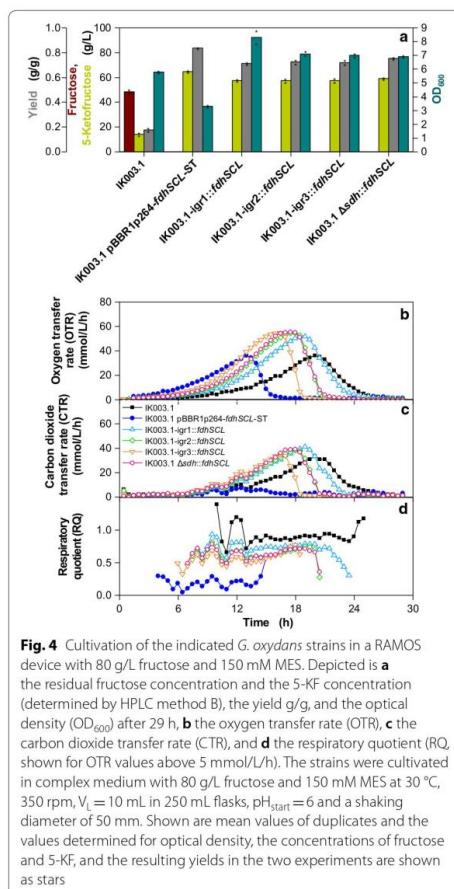 a
Yield (g/g)
Fructose,
5-Ketofructose (g/L)
OD600
1.0
0.8
0.6
0.4
0.2
0.0
100
80
60
40
20
0
9
8
7
6
5
4
3
2
1
0
IK003.1
IK003.1 pBBR1p264-fdhSCL-ST
IK003.1-igr1::fdhSCL
IK003.1-igr2::fdhSCL
IK003.1-igr3::fdhSCL
IK003.1 Δsdh::fdhSCL
b
Oxygen transfer
rate (OTR)
(mmol/L/h)
80
60
40
20
0
c
Carbon dioxide
transfer rate (CTR)
(mmol/L/h)
60
40
20
0
IK003.1
IK003.1 pBBR1p264-fdhSCL-ST
IK003.1-igr1::fdhSCL
IK003.1-igr2::fdhSCL
IK003.1-igr3::fdhSCL
IK003.1 Δsdh::fdhSCL
d
Respiratory
quotient (RQ)
1.0
0.5
0.0
0 6 12 18 24 30
Time (h)
Fig. 4 Cultivation of the indicated G. oxydans strains in a RAMOS
device with 80 g/L fructose and 150 mM MES. Depicted is a
the residual fructose concentration and the 5-KF concentration
(determined by HPLC method B), the yield g/g, and the optical
density (OD600) after 29 h, b the oxygen transfer rate (OTR), c the
carbon dioxide transfer rate (CTR), and d the respiratory quotient (RQ,
shown for OTR values above 5 mmol/L/h). The strains were cultivated
in complex medium with 80 g/L fructose and 150 mM MES at 30 °C,
350 rpm, VL = 10 mL in 250 mL flasks, pHstart = 6 and a shaking
diameter of 50 mm. Shown are mean values of duplicates and the
values determined for optical density, the concentrations of fructose
and 5-KF, and the resulting yields in the two experiments are shown
as stars